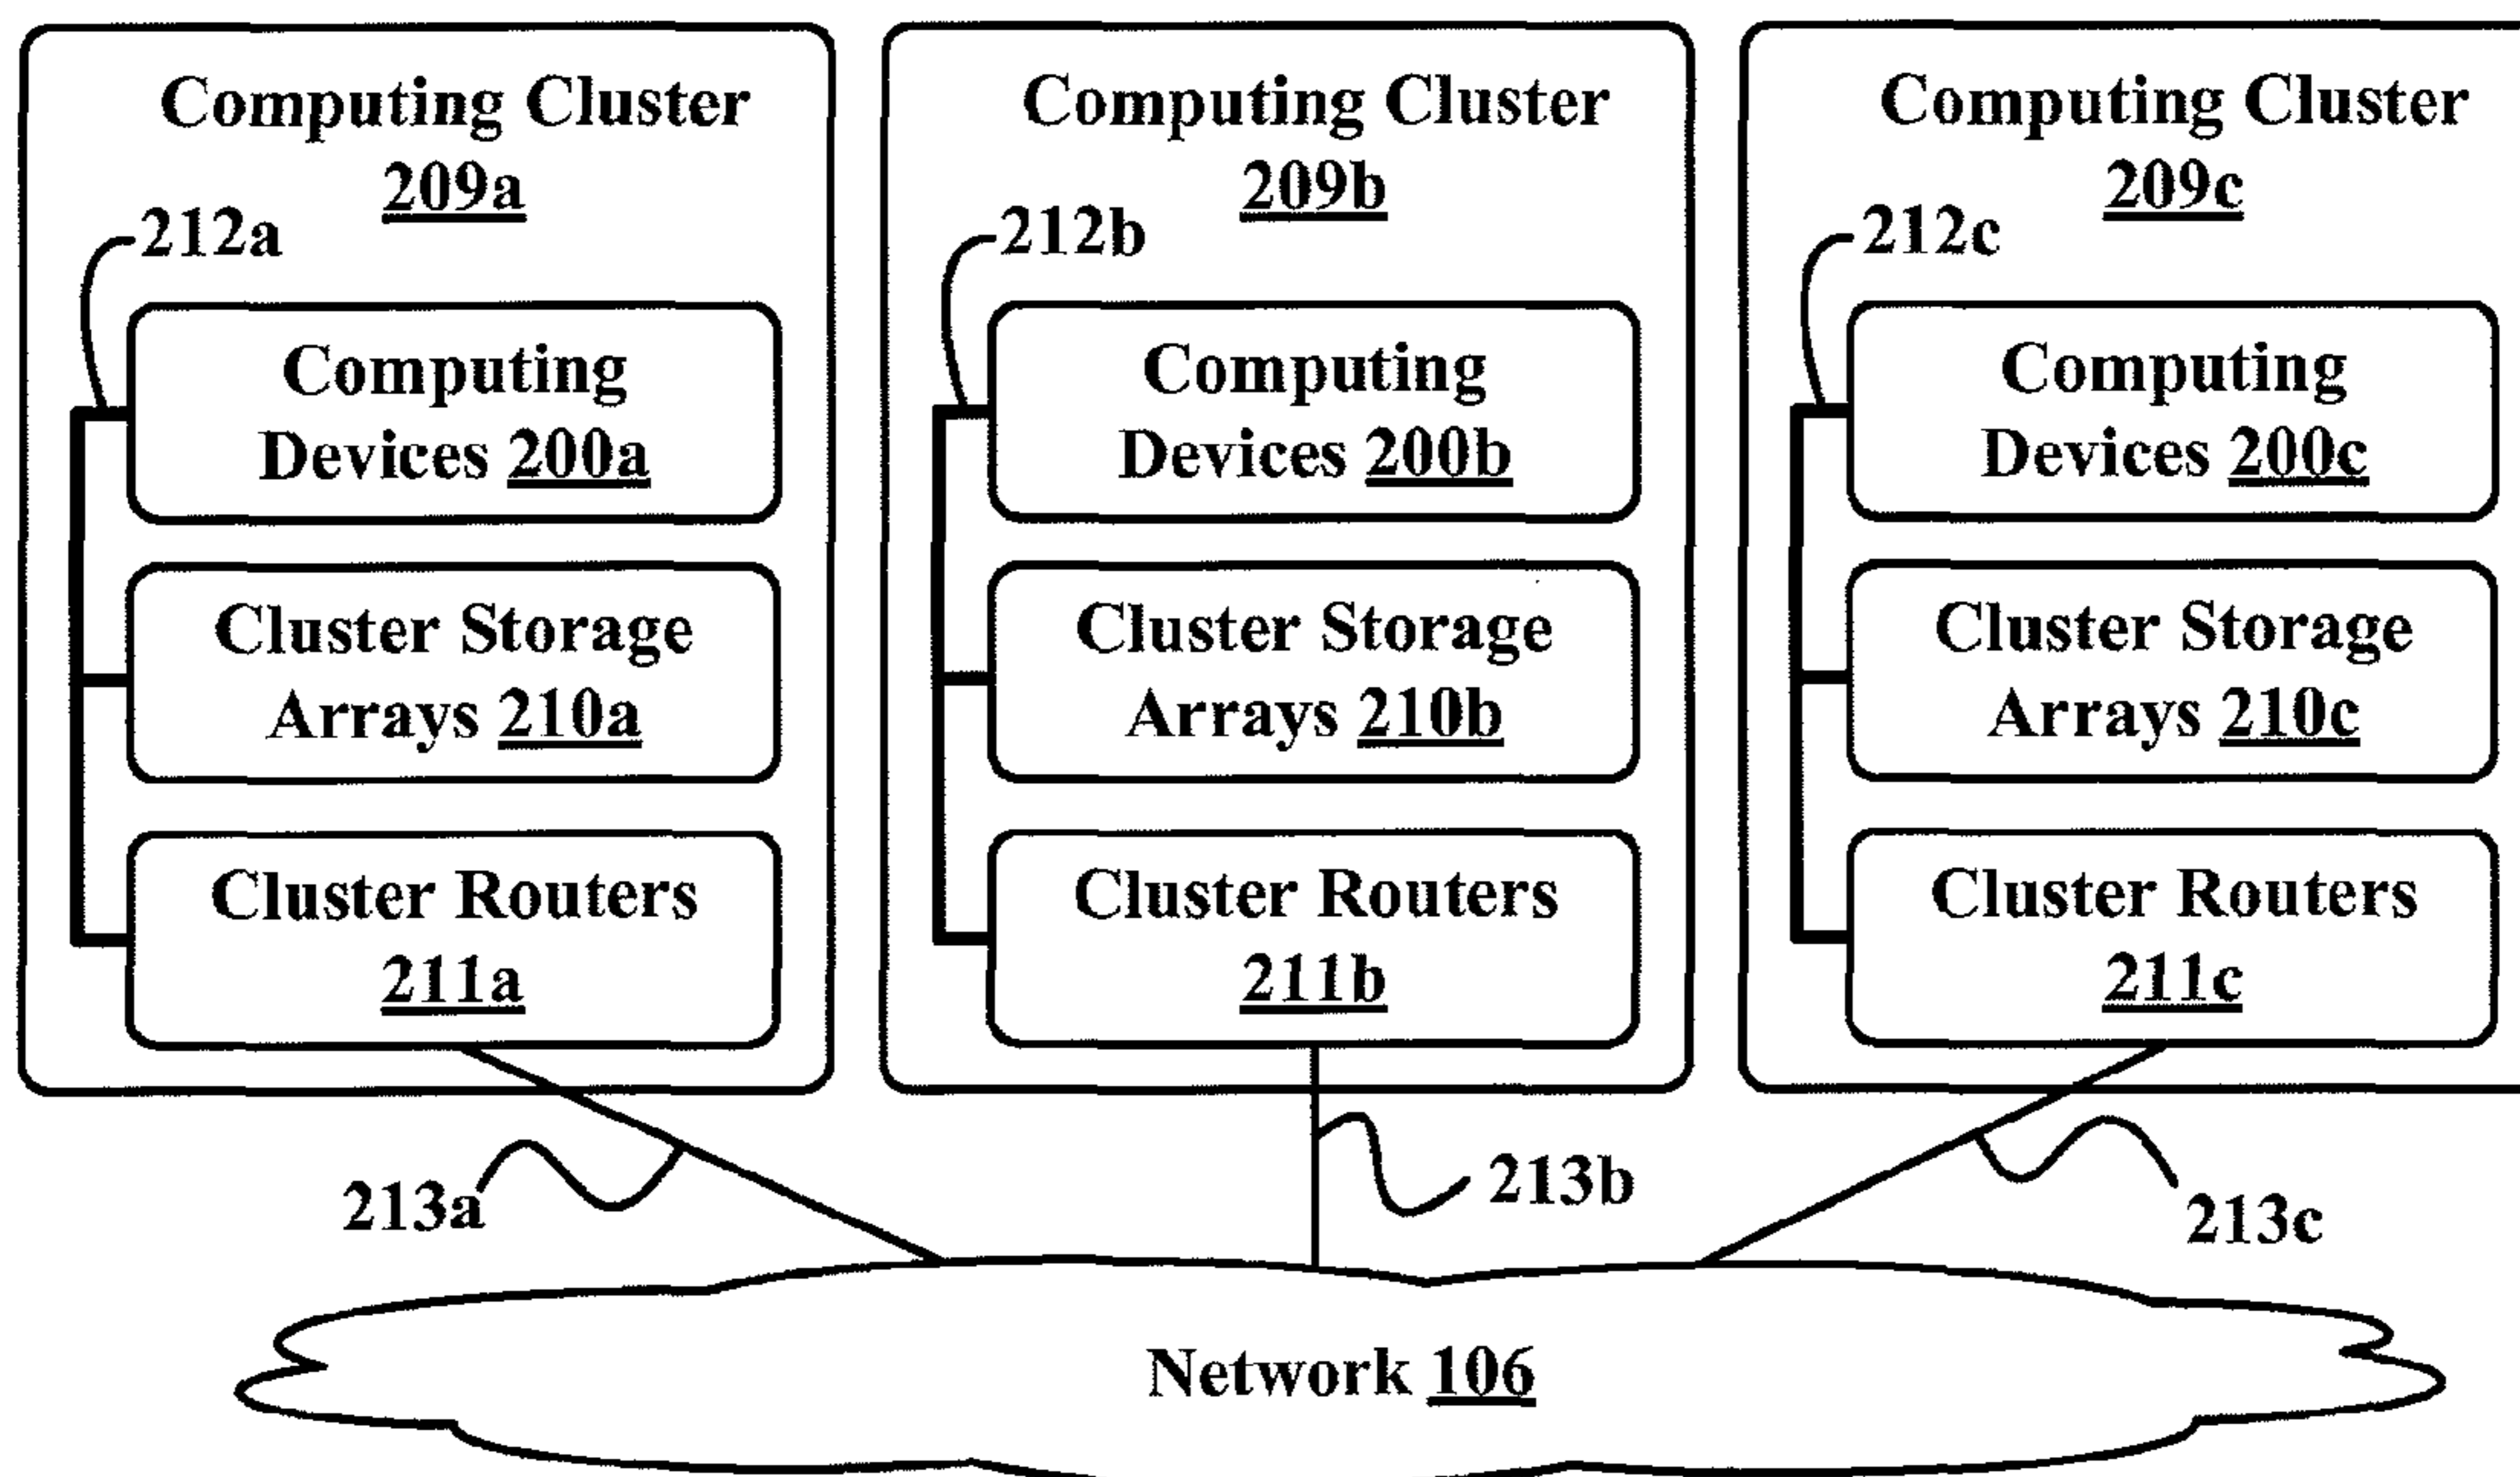 Computing Cluster
209a
212a
Computing
Devices 200a
Cluster Storage
Arrays 210a
Cluster Routers
211a
Computing Cluster
209b
212b
Computing
Devices 200b
Cluster Storage
Arrays 210b
Cluster Routers
211b
Computing Cluster
209c
212c
Computing
Devices 200c
Cluster Storage
Arrays 210c
Cluster Routers
211c
213a
213b
213c
Network 106